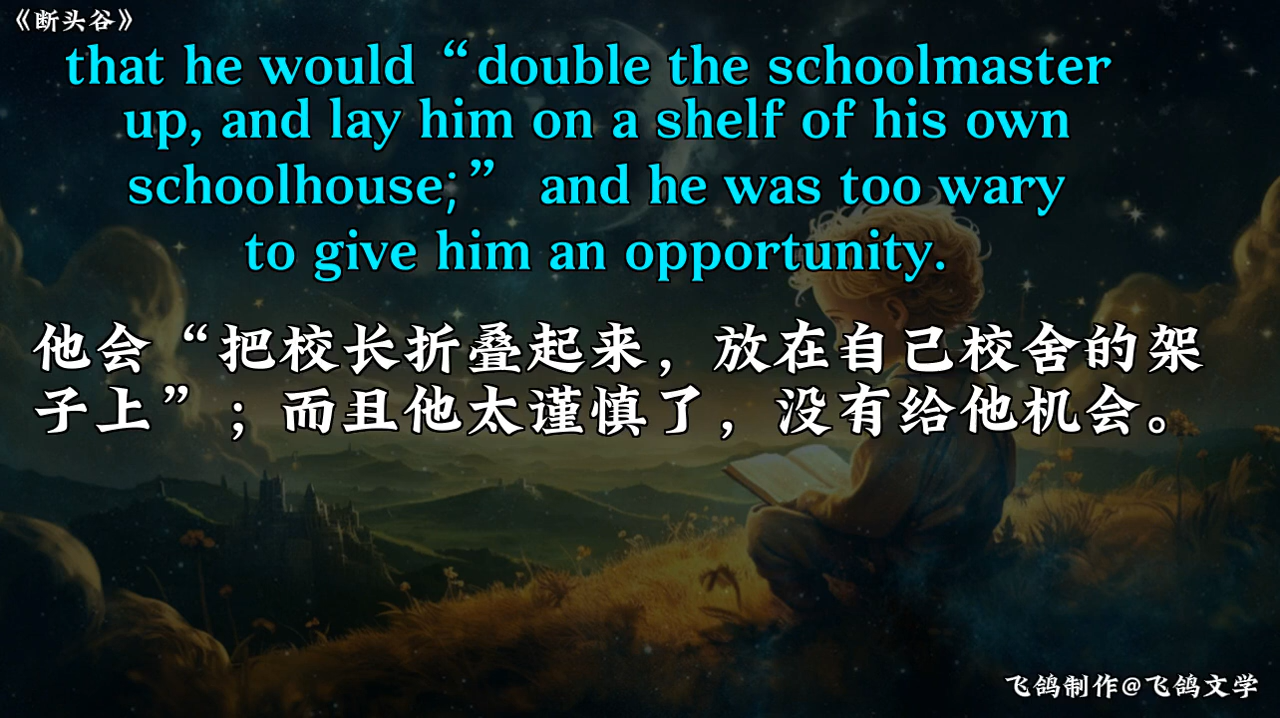 《断头谷》
that he would “double the schoolmaster
up, and lay him on a shelf of his own
schoolhouse;” and he was too wary
to give him an opportunity.
他会“把校长折叠起来，放在自己校舍的架
子上”；而且他太谨慎了，没有给他机会。
飞鸽制作@飞鸽文学